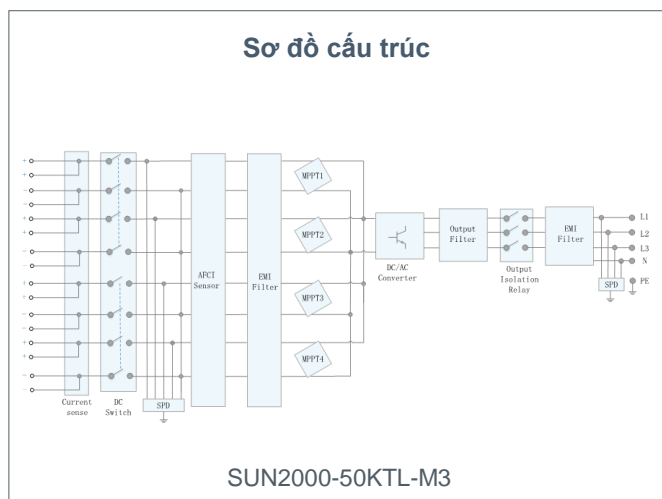 Sơ đồ cấu trúc
+
+
−
−
+
+
−
−
+
+
−
−
+
+
−
−
Current
sense
DC
Switch
SPD
AFCI
Sensor
EMI
Filter
MPPT1
MPPT2
MPPT3
MPPT4
DC/AC
Converter
Output
Filter
Output
Isolation
Relay
EMI
Filter
L1
L2
L3
N
SPD
PE
SUN2000-50KTL-M3